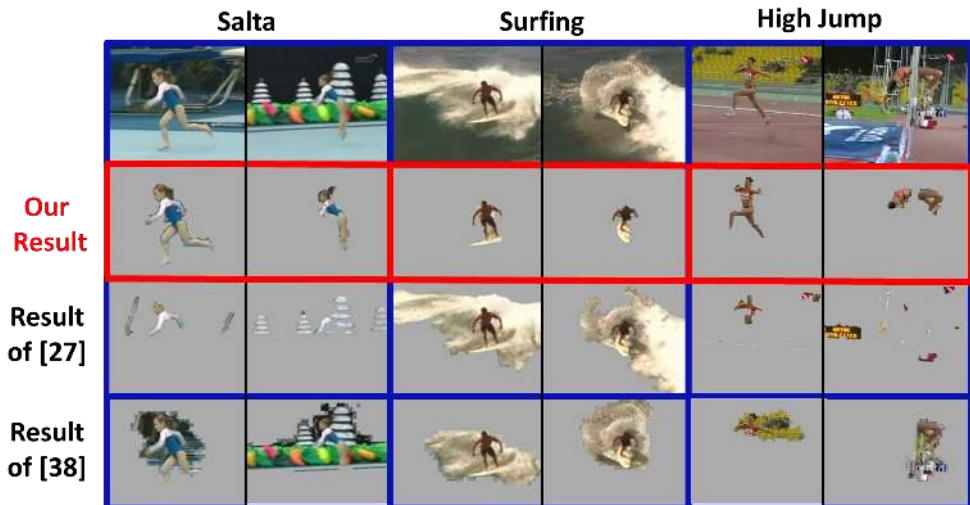 Salta
Surfing
High Jump
Our
Result
Result
of [27]
Result
of [38]